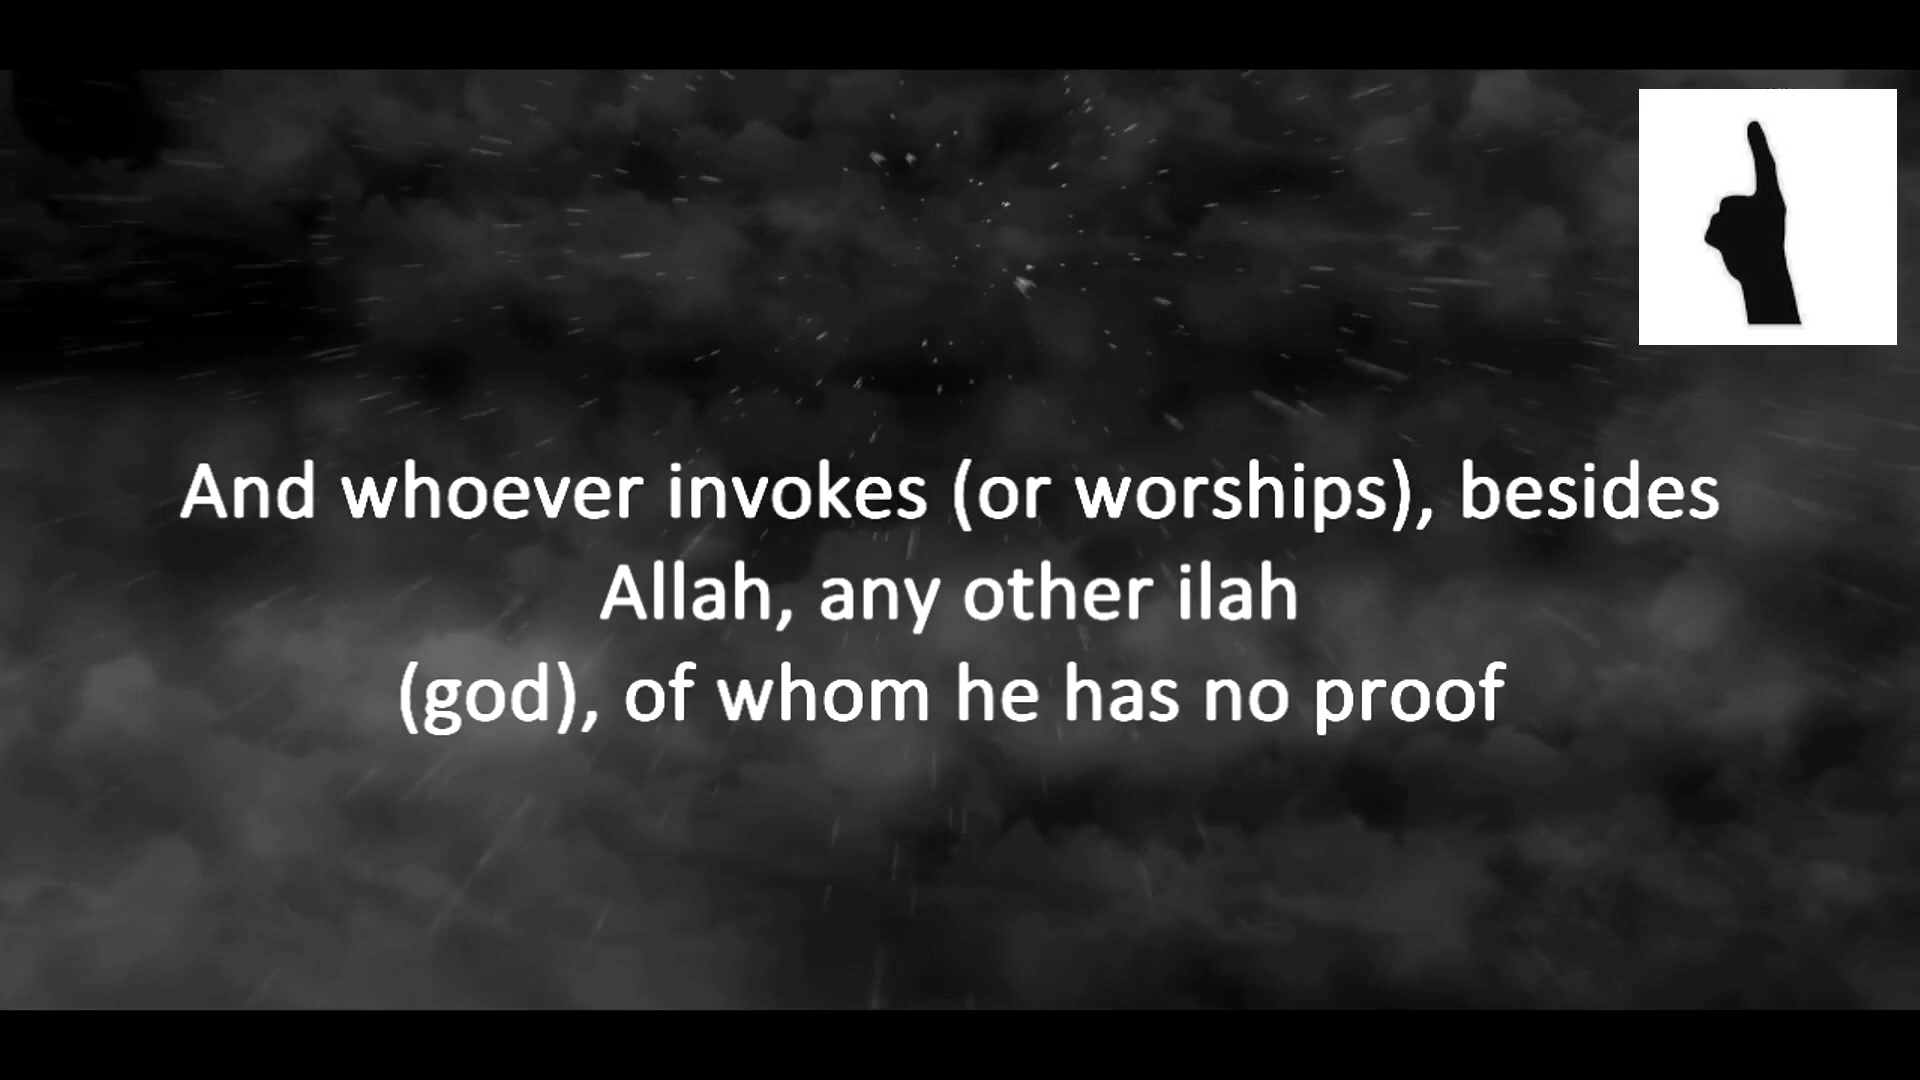 And whoever invokes (or worships), besides
Allah, any other ilah
(god), of whom he has no proof